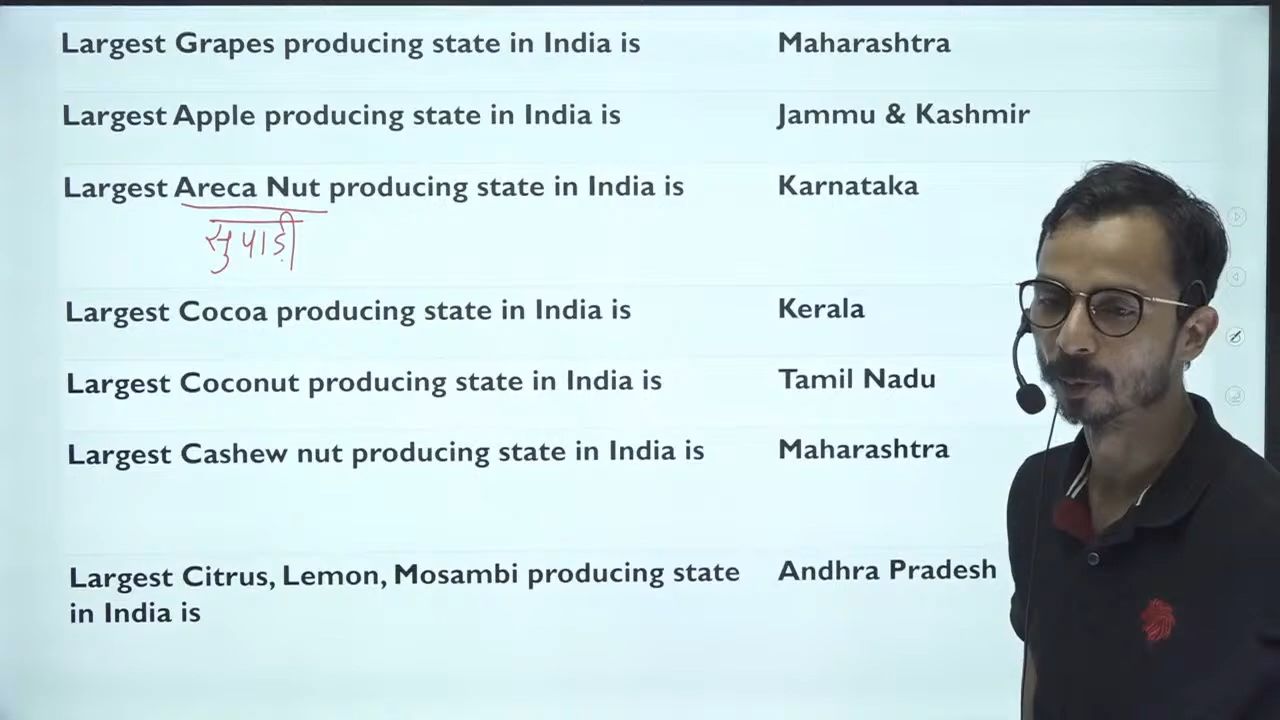 Largest Grapes producing state in India is Maharashtra
Largest Apple producing state in India is Jammu & Kashmir
Largest Areca Nut producing state in India is Karnataka
सुपाड़ी
Largest Cocoa producing state in India is Kerala
Largest Coconut producing state in India is Tamil Nadu
Largest Cashew nut producing state in India is Maharashtra
Largest Citrus, Lemon, Mosambi producing state Andhra Pradesh
in India is